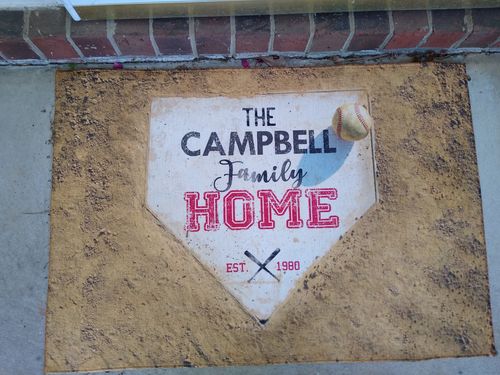 THE
CAMPBELL
Family
HOME
EST. 1980